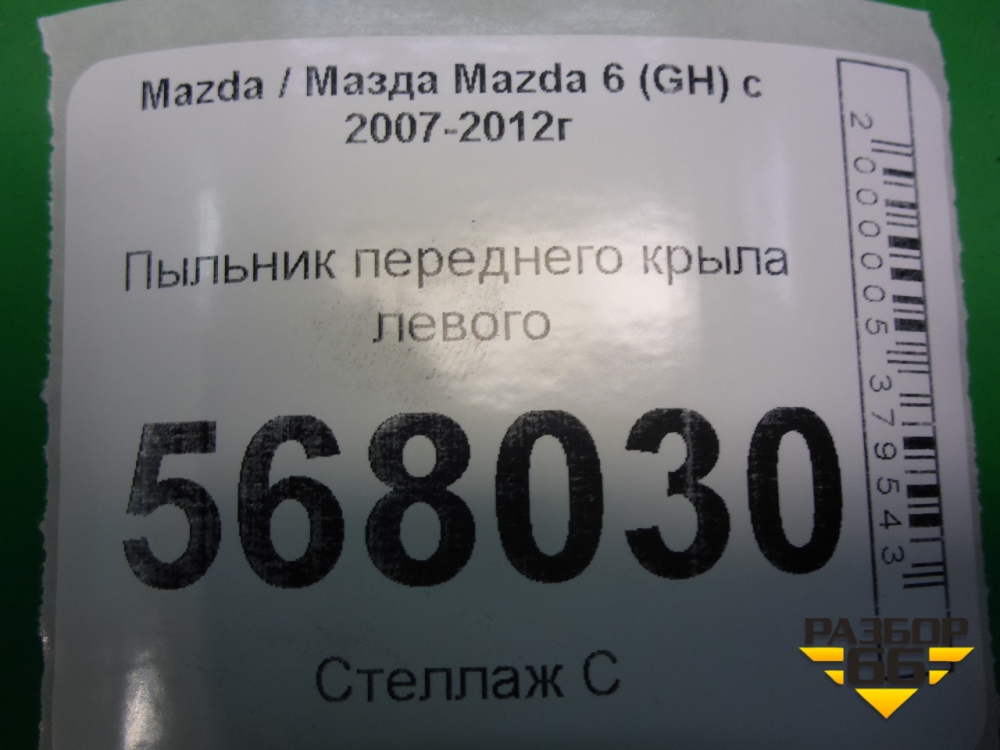 Mazda / Мазда Mazda 6 (GH) с
2007-2012г
Пыльник переднего крыла
левого
568030
Стеллаж С
2000005379543
РАЗБОР
66